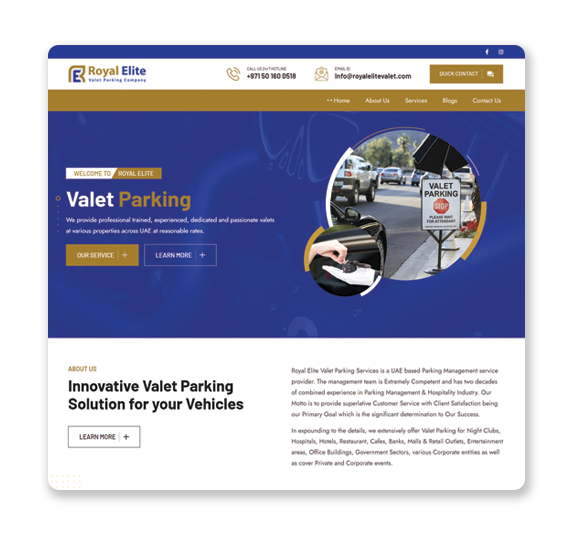 Royal Elite
Valet Parking Company
CALL US 24/7 HOTLINE
+971 50 160 0518
EMAIL ID
Info@royalelitevalet.com
QUICK CONTACT
Home
About Us
Services
Blogs
Contact Us
WELCOME TO ROYAL ELITE
Valet Parking
We provide professional trained, experienced, dedicated and passionate valets
at various properties across UAE at reasonable rates.
OUR SERVICE +
LEARN MORE +
VALET
PARKING
STOP
PLEASE WAIT
FOR ATTENDANT
ABOUT US
Innovative Valet Parking
Solution for your Vehicles
LEARN MORE +
Royal Elite Valet Parking Services is a UAE based Parking Management service
provider. The management team is Extremely Competent and has two decades
of combined experience in Parking Management & Hospitality Industry. Our
Motto is to provide superlative Customer Service with Client Satisfaction being
our Primary Goal which is the significant determination to Our Success.
In expounding to the details, we extensively offer Valet Parking for Night Clubs,
Hospitals, Hotels, Restaurant, Cafes, Banks, Malls & Retail Outlets, Entertainment
areas, Office Buildings, Government Sectors, various Corporate entities as well
as cover Private and Corporate events.